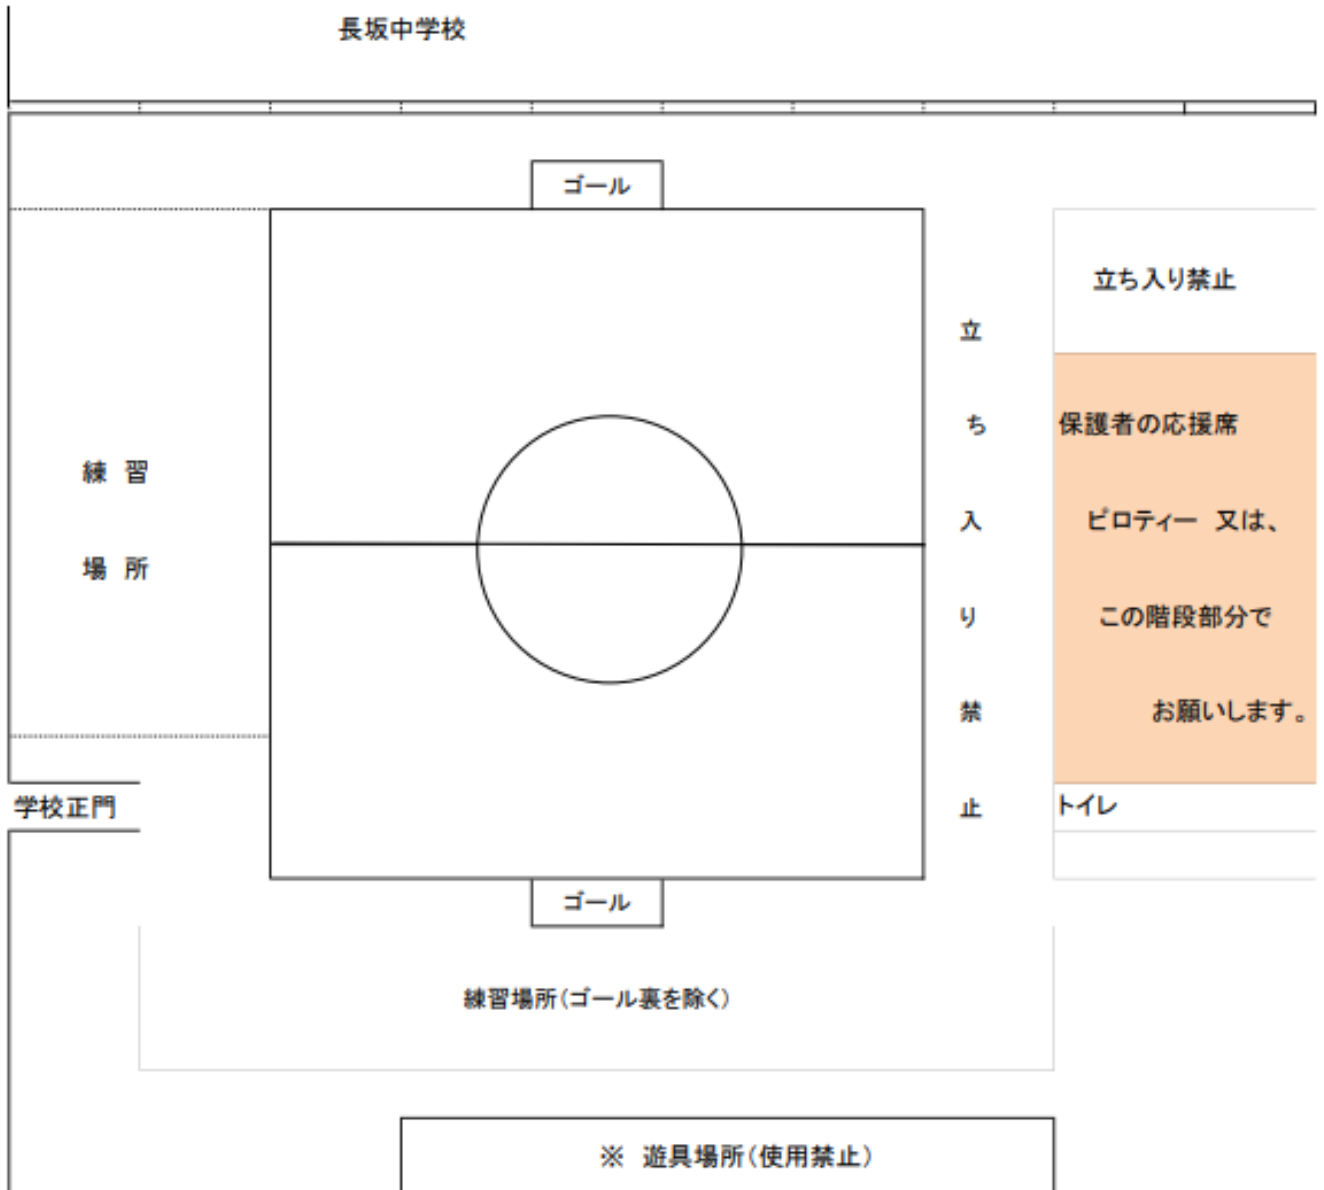 長坂中学校
ゴール
立ち入り禁止
立ち入り禁止
保護者の応援席
ピロティー 又は、
この階段部分で
お願いします。
練 習
場 所
学校正門
トイレ
ゴール
練習場所(ゴール裏を除く)
※ 遊具場所(使用禁止)